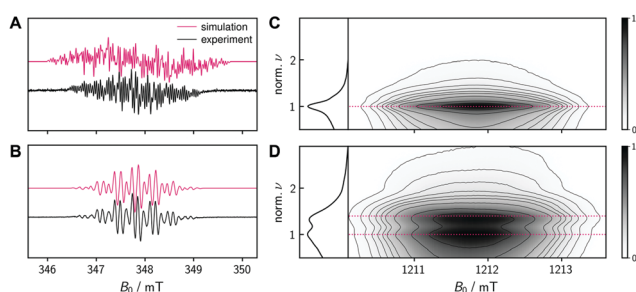 A
simulation
experiment
B
346
347
348
349
350
B₀ / mT
C
norm. ν
2
1
1
0
D
norm. ν
2
1
1
0
1211
1212
1213
B₀ / mT